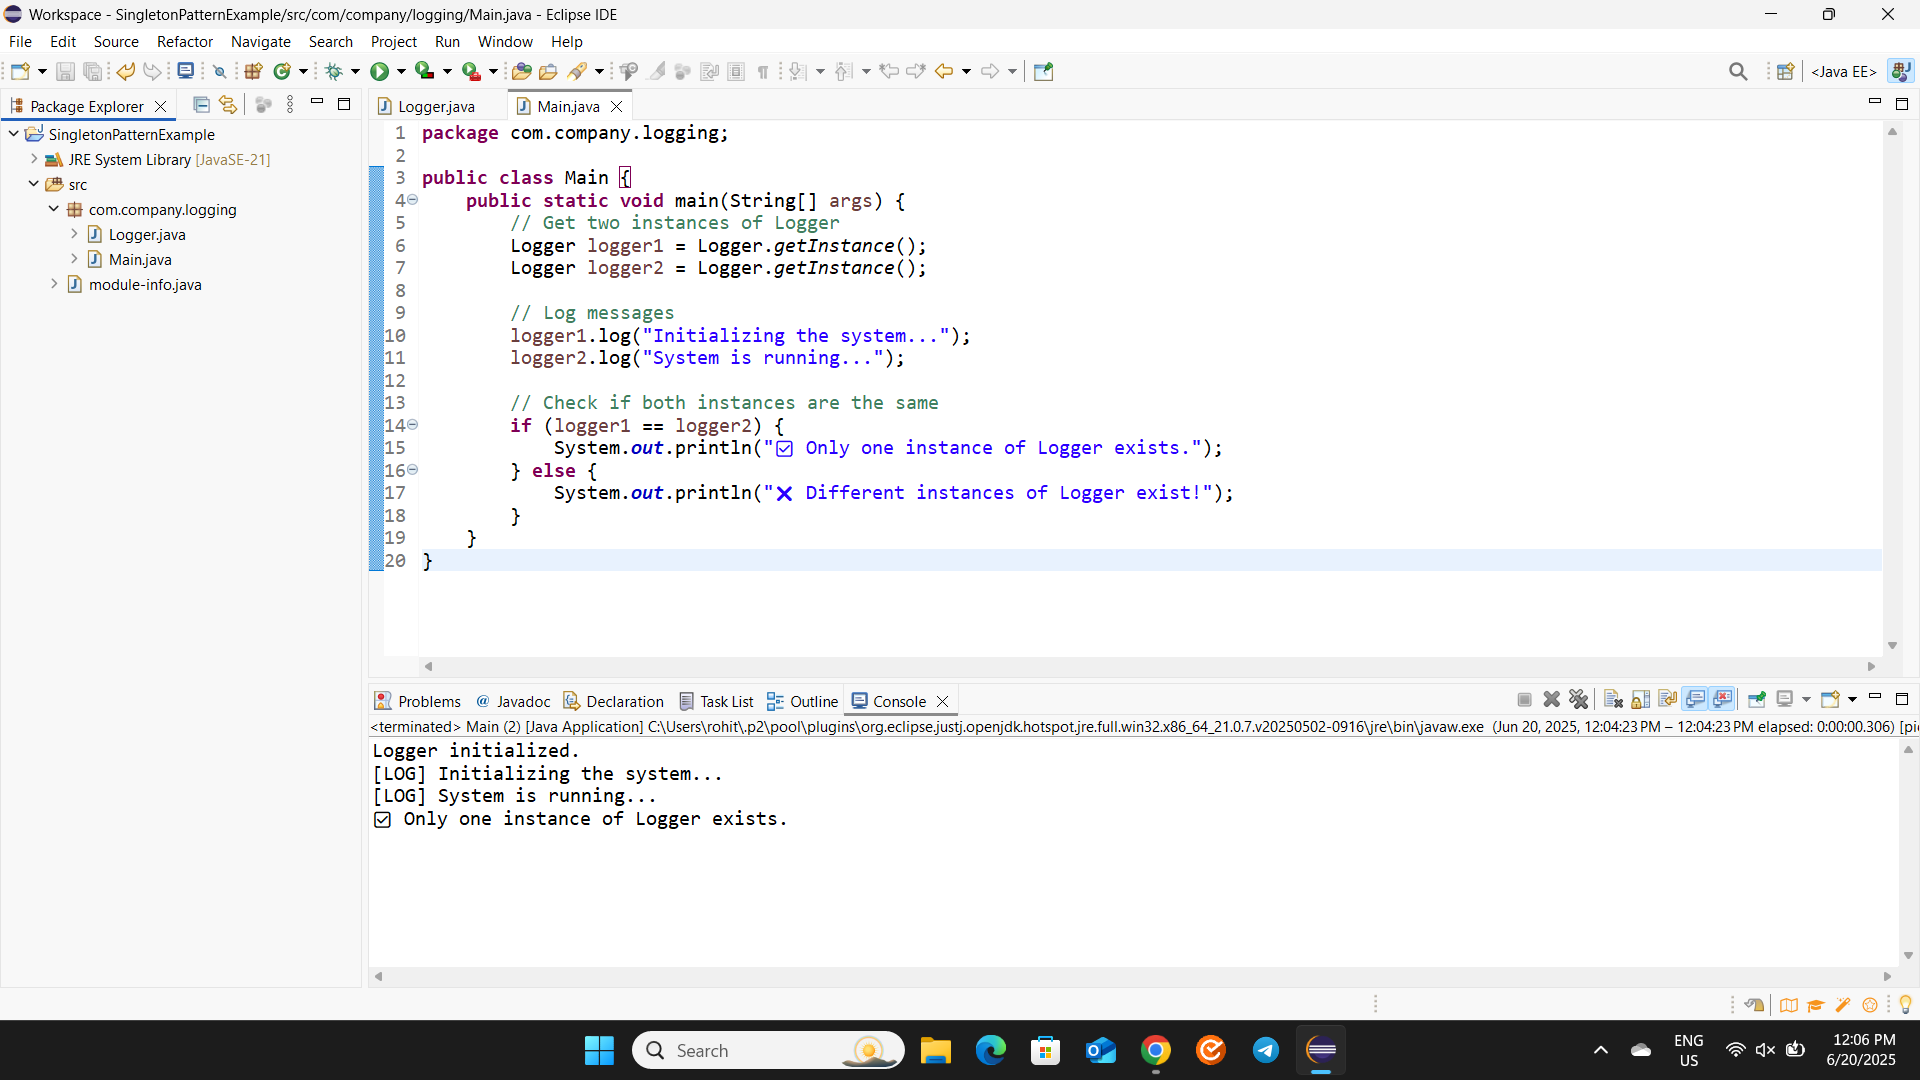 Workspace - SingletonPatternExample/src/com/company/logging/Main.java - Eclipse IDE
File Edit Source Refactor Navigate Search Project Run Window Help
<Java EE>
Package Explorer
SingletonPatternExample
JRE System Library [JavaSE-21]
src
com.company.logging
Logger.java
Main.java
module-info.java
Logger.java Main.java
1 package com.company.logging;
2
3 public class Main {
4 public static void main(String[] args) {
5 // Get two instances of Logger
6 Logger logger1 = Logger.getInstance();
7 Logger logger2 = Logger.getInstance();
8
9 // Log messages
10 logger1.log("Initializing the system...");
11 logger2.log("System is running...");
12
13 // Check if both instances are the same
14 if (logger1 == logger2) {
15 System.out.println("☑ Only one instance of Logger exists.");
16 } else {
17 System.out.println("❌ Different instances of Logger exist!");
18 }
19 }
20 }
Problems @ Javadoc Declaration Task List Outline Console
<terminated> Main (2) [Java Application] C:\Users\rohit\.p2\pool\plugins\org.eclipse.justj.openjdk.hotspot.jre.full.win32.x86_64_21.0.7.v20250502-0916\jre\bin\javaw.exe (Jun 20, 2025, 12:04:23 PM – 12:04:23 PM elapsed: 0:00:00.306) [pi
Logger initialized.
[LOG] Initializing the system...
[LOG] System is running...
☑ Only one instance of Logger exists.
Search
ENG
US
12:06 PM
6/20/2025